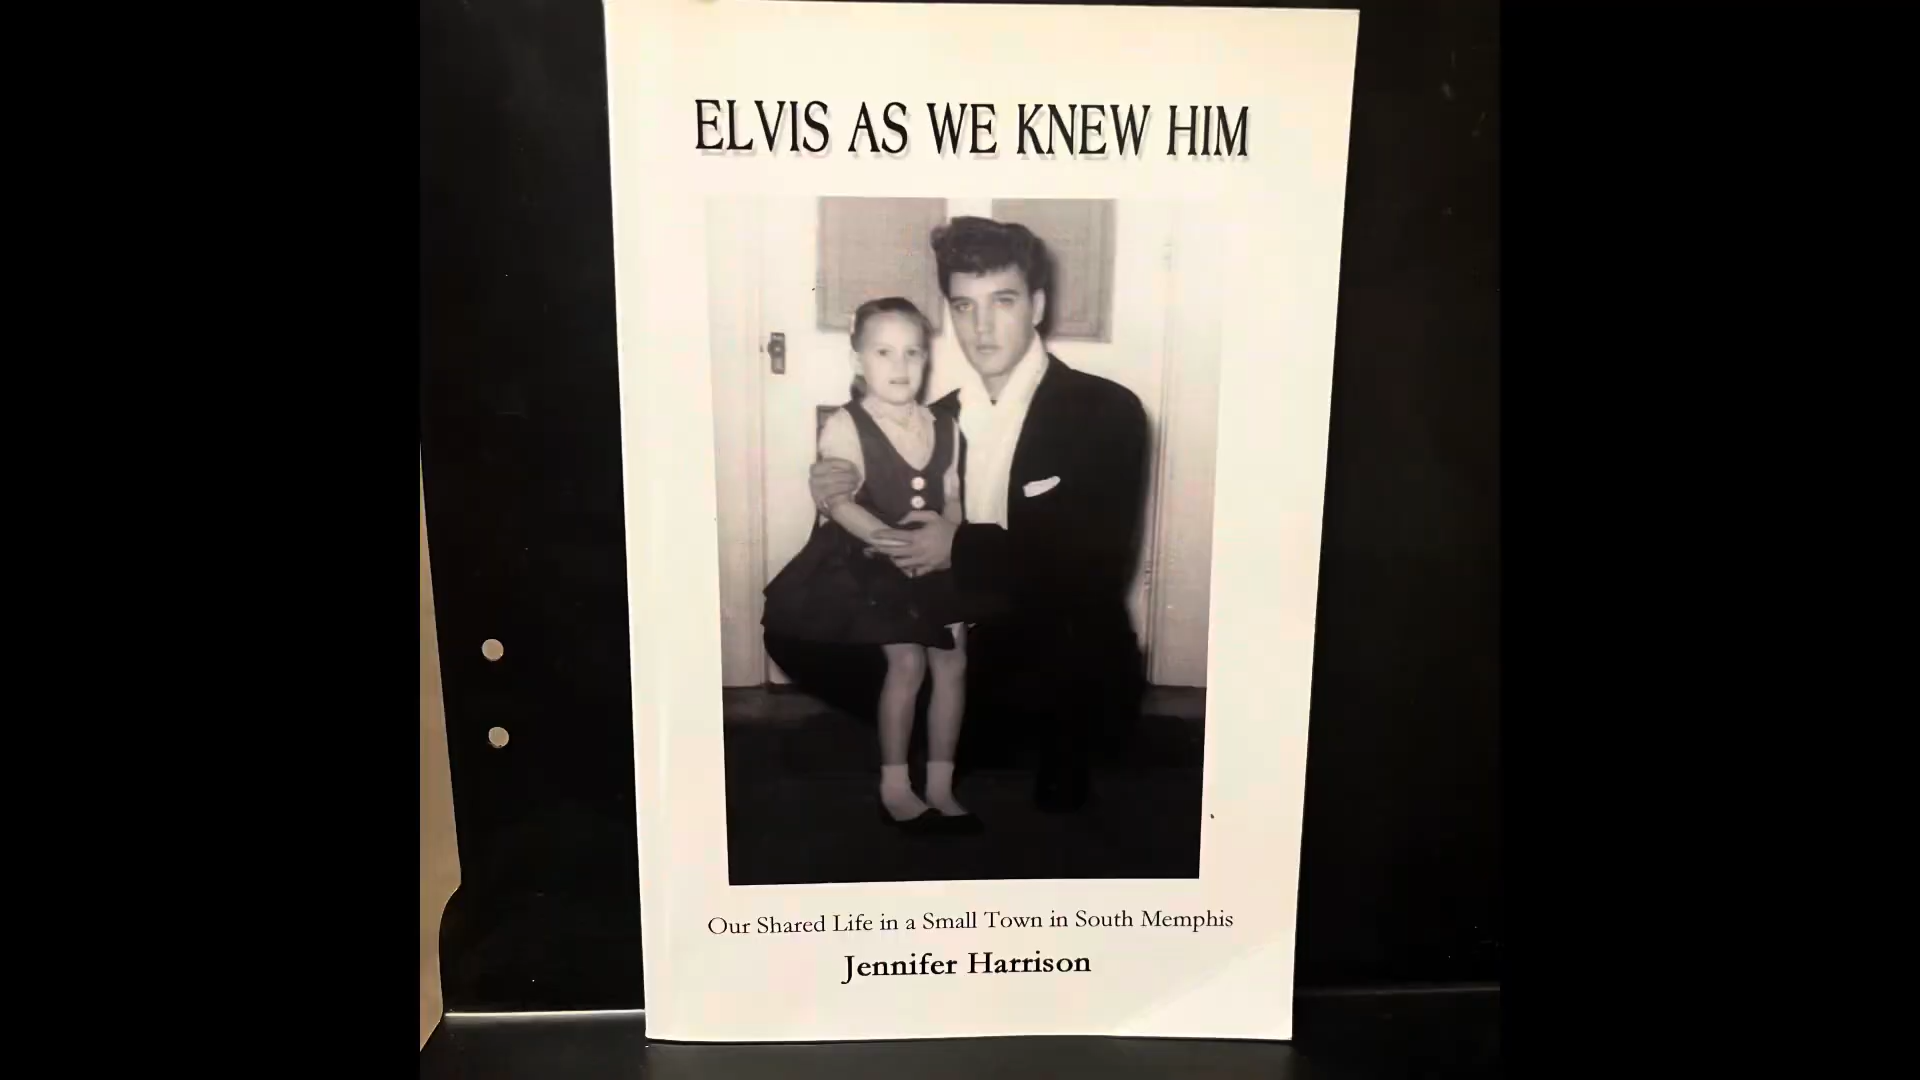 ELVIS AS WE KNEW HIM
Our Shared Life in a Small Town in South Memphis
Jennifer Harrison